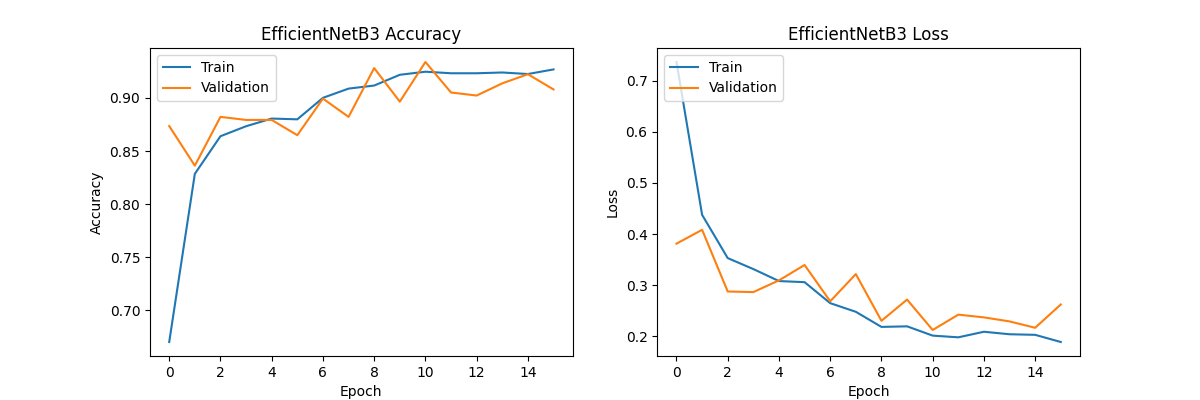 EfficientNetB3 Accuracy
Train
Validation
0.90
0.85
0.80
0.75
0.70
Accuracy
0 2 4 6 8 10 12 14
Epoch
EfficientNetB3 Loss
Train
Validation
0.7
0.6
0.5
0.4
0.3
0.2
Loss
0 2 4 6 8 10 12 14
Epoch